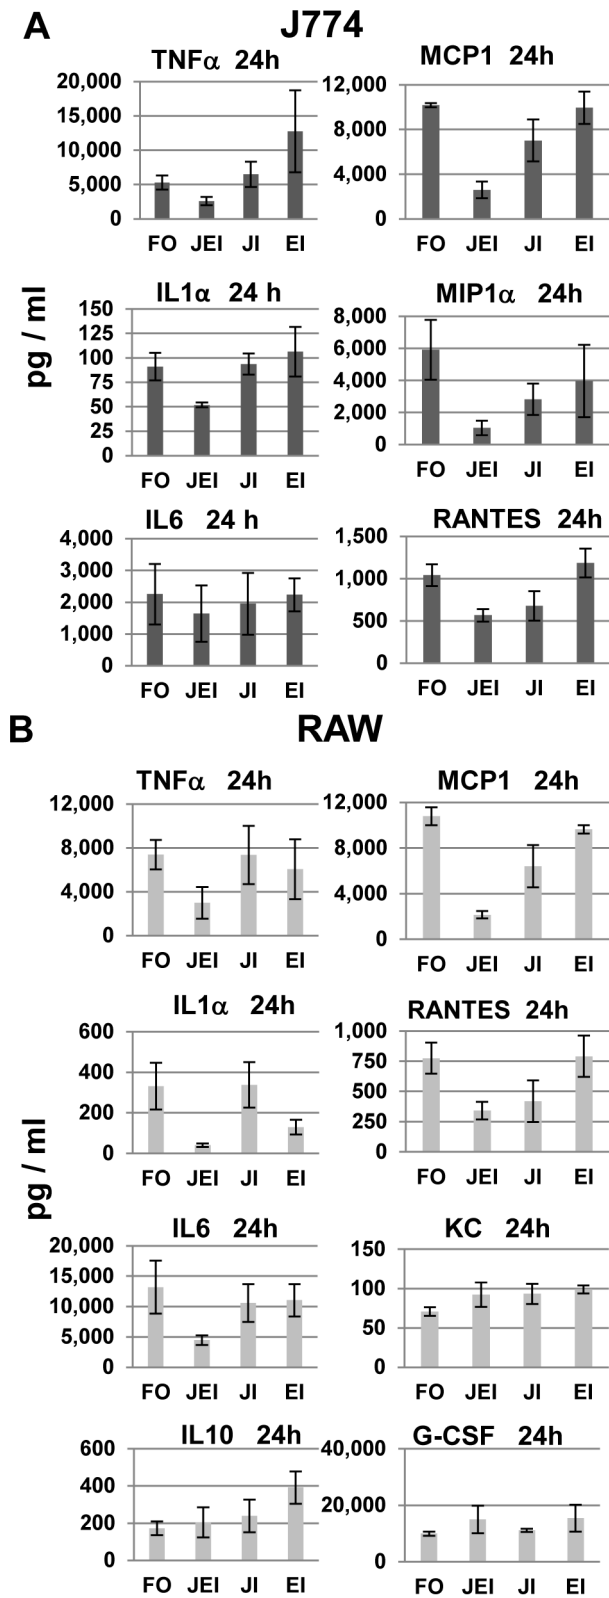 A
J774
TNFα 24h
20,000
15,000
10,000
5,000
0
FO JEI JI EI
MCP1 24h
12,000
8,000
4,000
0
FO JEI JI EI
pg / ml
IL1α 24 h
150
125
100
75
50
25
0
FO JEI JI EI
MIP1α 24h
8,000
6,000
4,000
2,000
0
FO JEI JI EI
IL6 24 h
4,000
3,000
2,000
1,000
0
FO JEI JI EI
RANTES 24h
1,500
1,000
500
0
FO JEI JI EI
B
RAW
TNFα 24h
12,000
8,000
4,000
0
FO JEI JI EI
MCP1 24h
12,000
8,000
4,000
0
FO JEI JI EI
pg / ml
IL1α 24h
600
400
200
0
FO JEI JI EI
RANTES 24h
1,000
750
500
250
0
FO JEI JI EI
IL6 24h
20,000
15,000
10,000
5,000
0
FO JEI JI EI
KC 24h
150
100
50
0
FO JEI JI EI
IL10 24h
600
400
200
0
FO JEI JI EI
G-CSF 24h
40,000
20,000
0
FO JEI JI EI